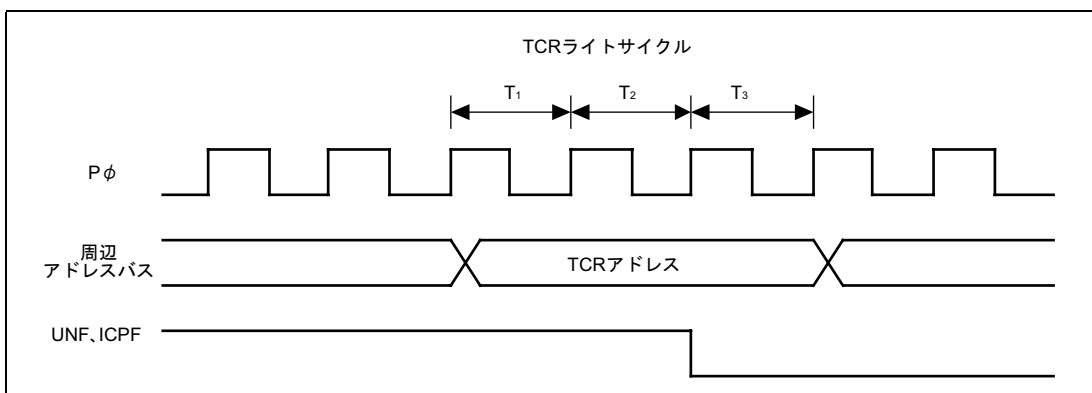 TCRライトサイクル
T₁ T₂ T₃
Pφ
周辺
アドレスバス
TCRアドレス
UNF、ICPF